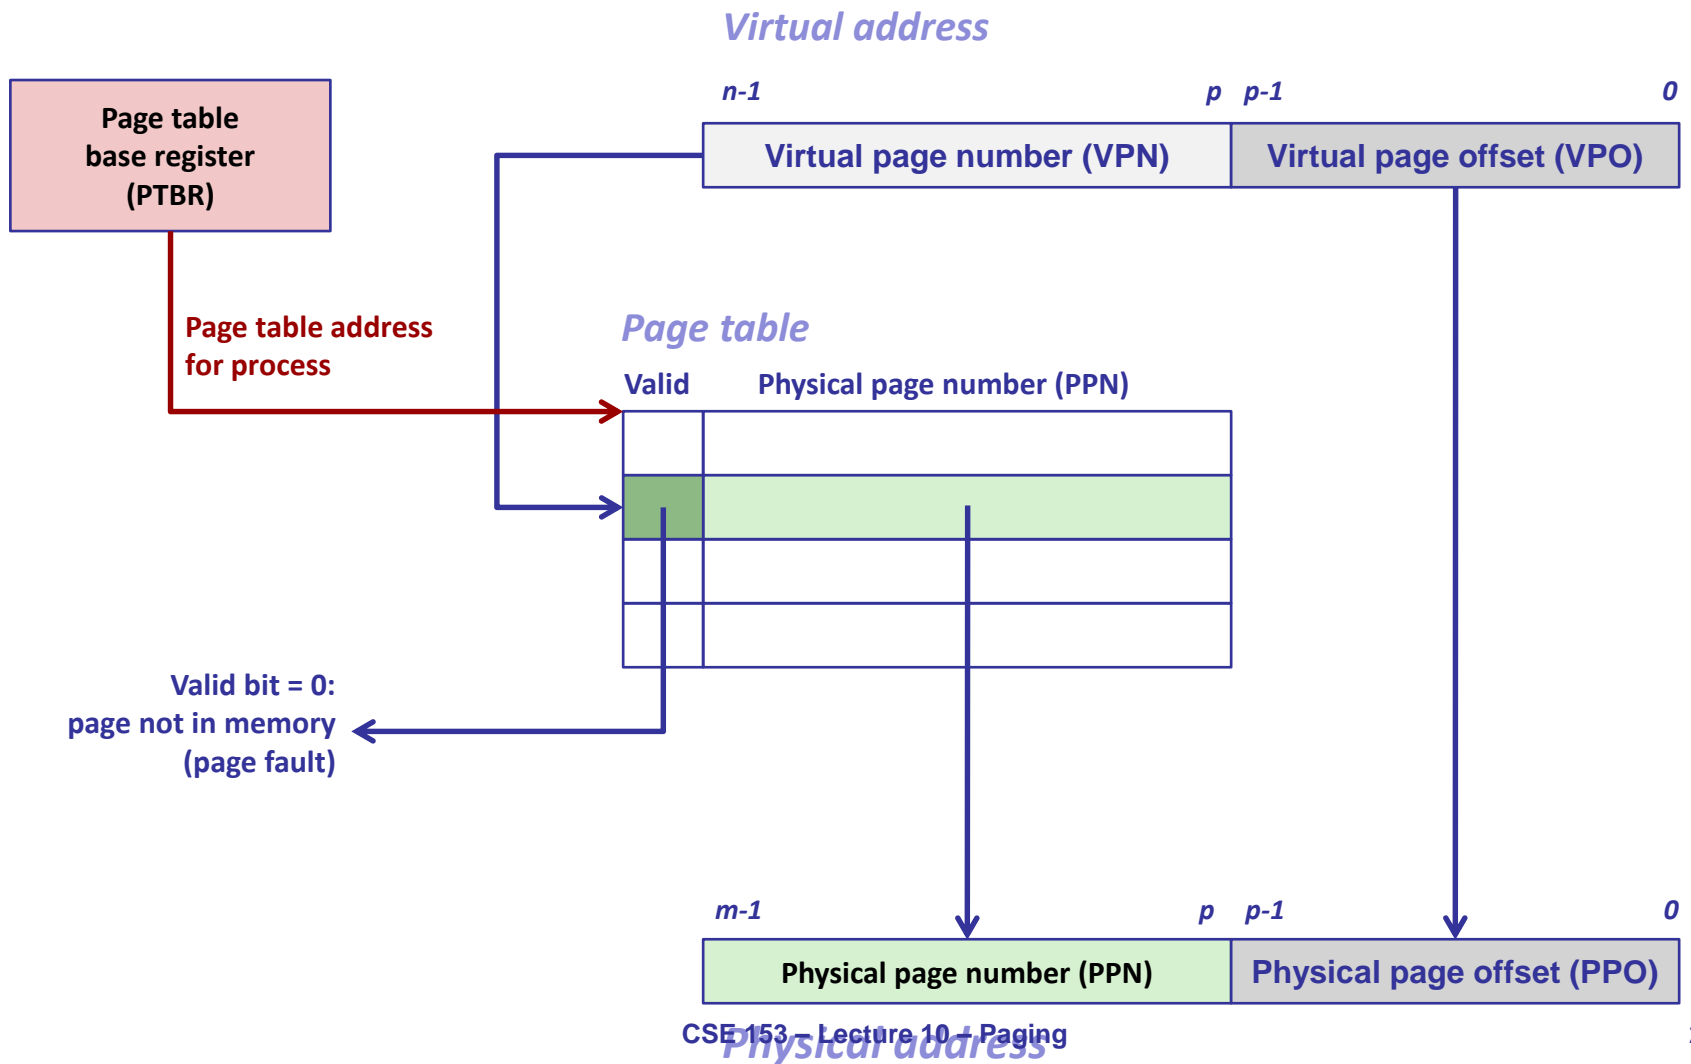 Virtual address
n-1 p p-1 0
Page table
base register
(PTBR)
Virtual page number (VPN) Virtual page offset (VPO)
Page table address
for process
Page table
Valid Physical page number (PPN)
Valid bit = 0:
page not in memory
(page fault)
m-1 p p-1 0
Physical page number (PPN) Physical page offset (PPO)
CSE 153 – Lecture 10 – Paging
Physical address